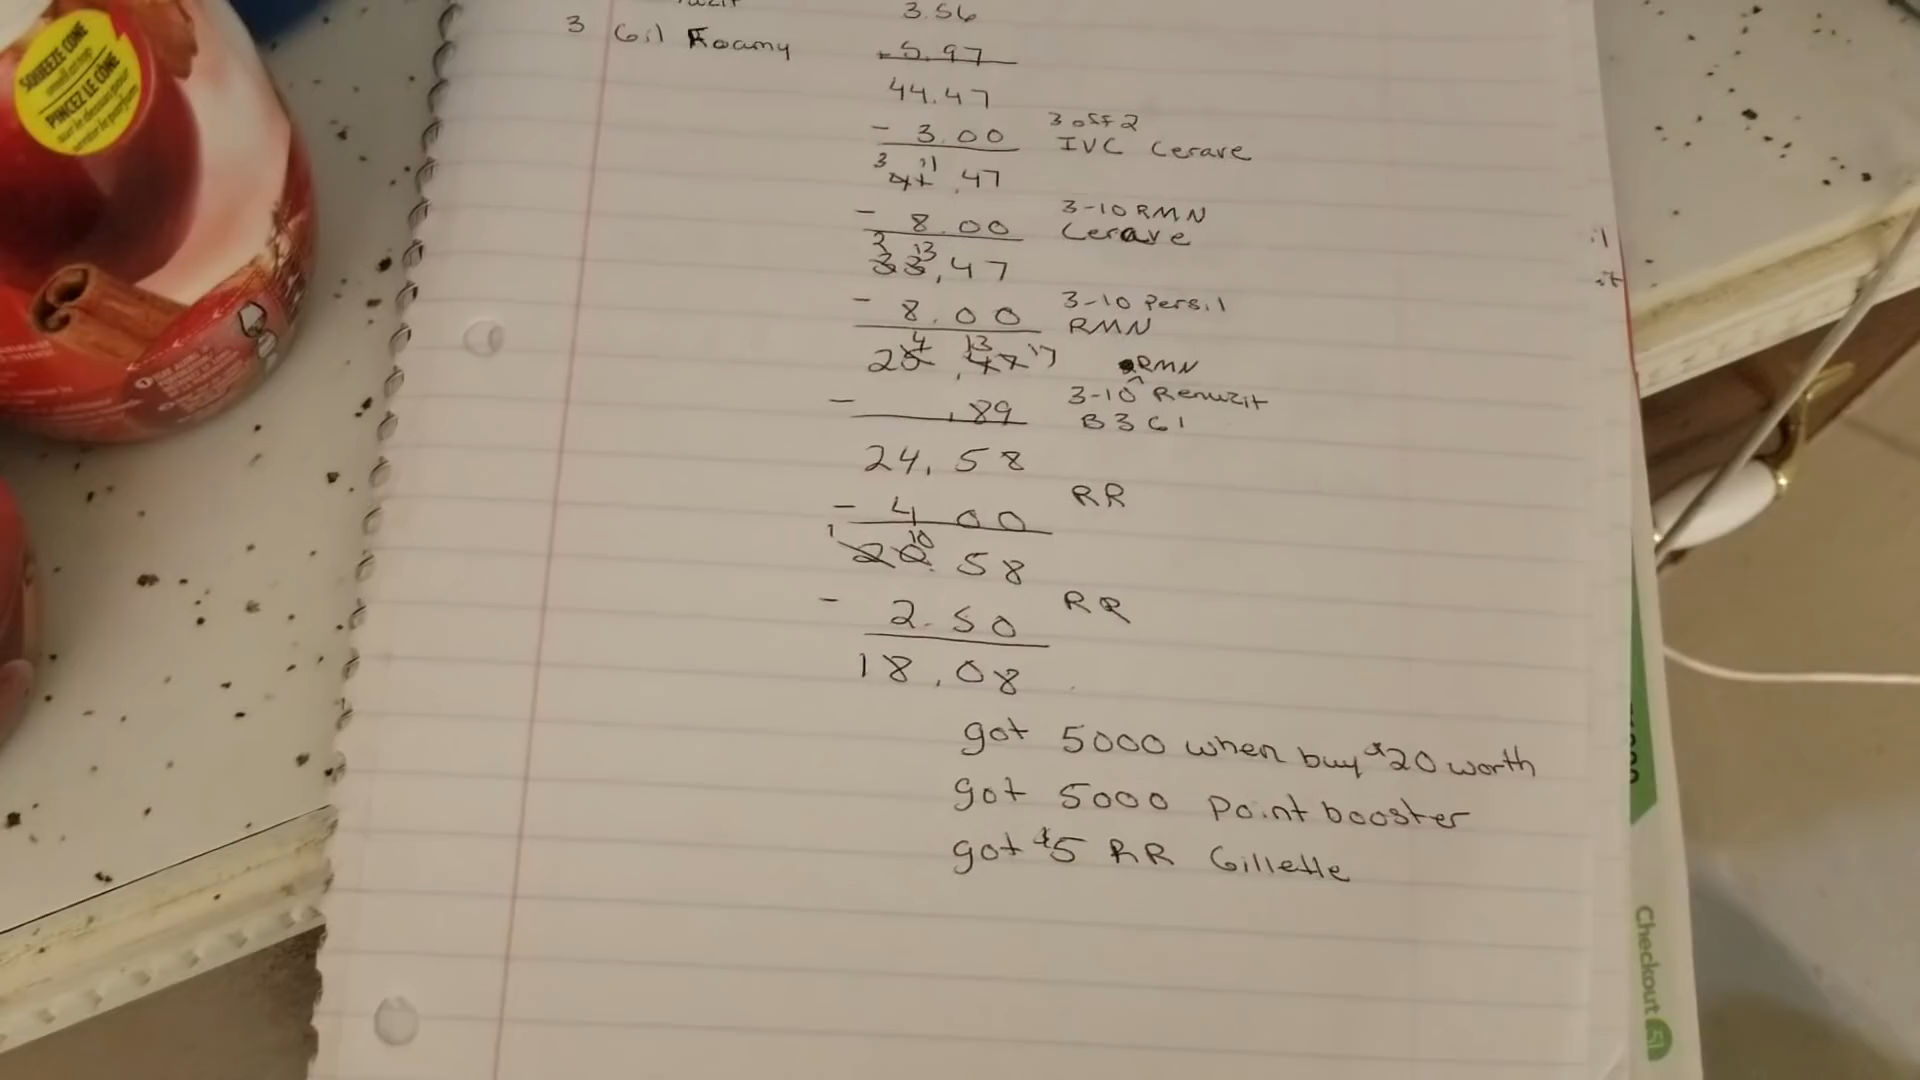 SQUEEZE CONE
PINCEZ LE CÔNE
3.56
3 Gil Foamy +5.97
44.47
- 3.00 3 off 2
IVC Cerave
41.47
- 8.00 3-10 RMN
Cerave
33.47
- 8.00 3-10 Persil
RMN
25.47
- .89 3-10 RMN Renuzit
B3G1
24.58
- 4 00 RR
20.58
- 2.50 RR
18.08
got 5000 when buy $20 worth
got 5000 Point booster
got $5 RR Gillette
Checkout 51